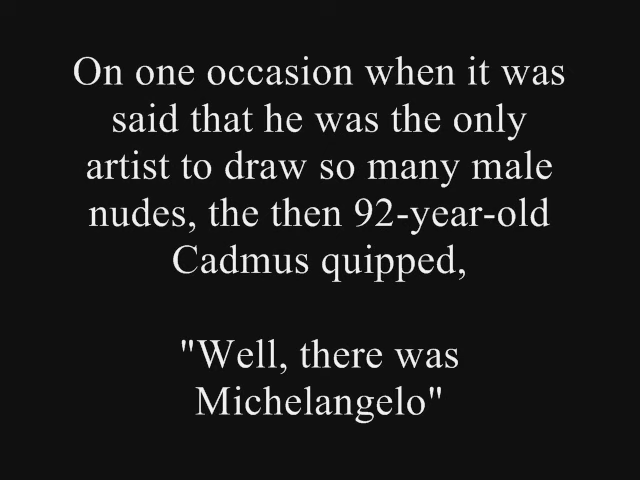 On one occasion when it was
said that he was the only
artist to draw so many male
nudes, the then 92-year-old
Cadmus quipped,
"Well, there was
Michelangelo"